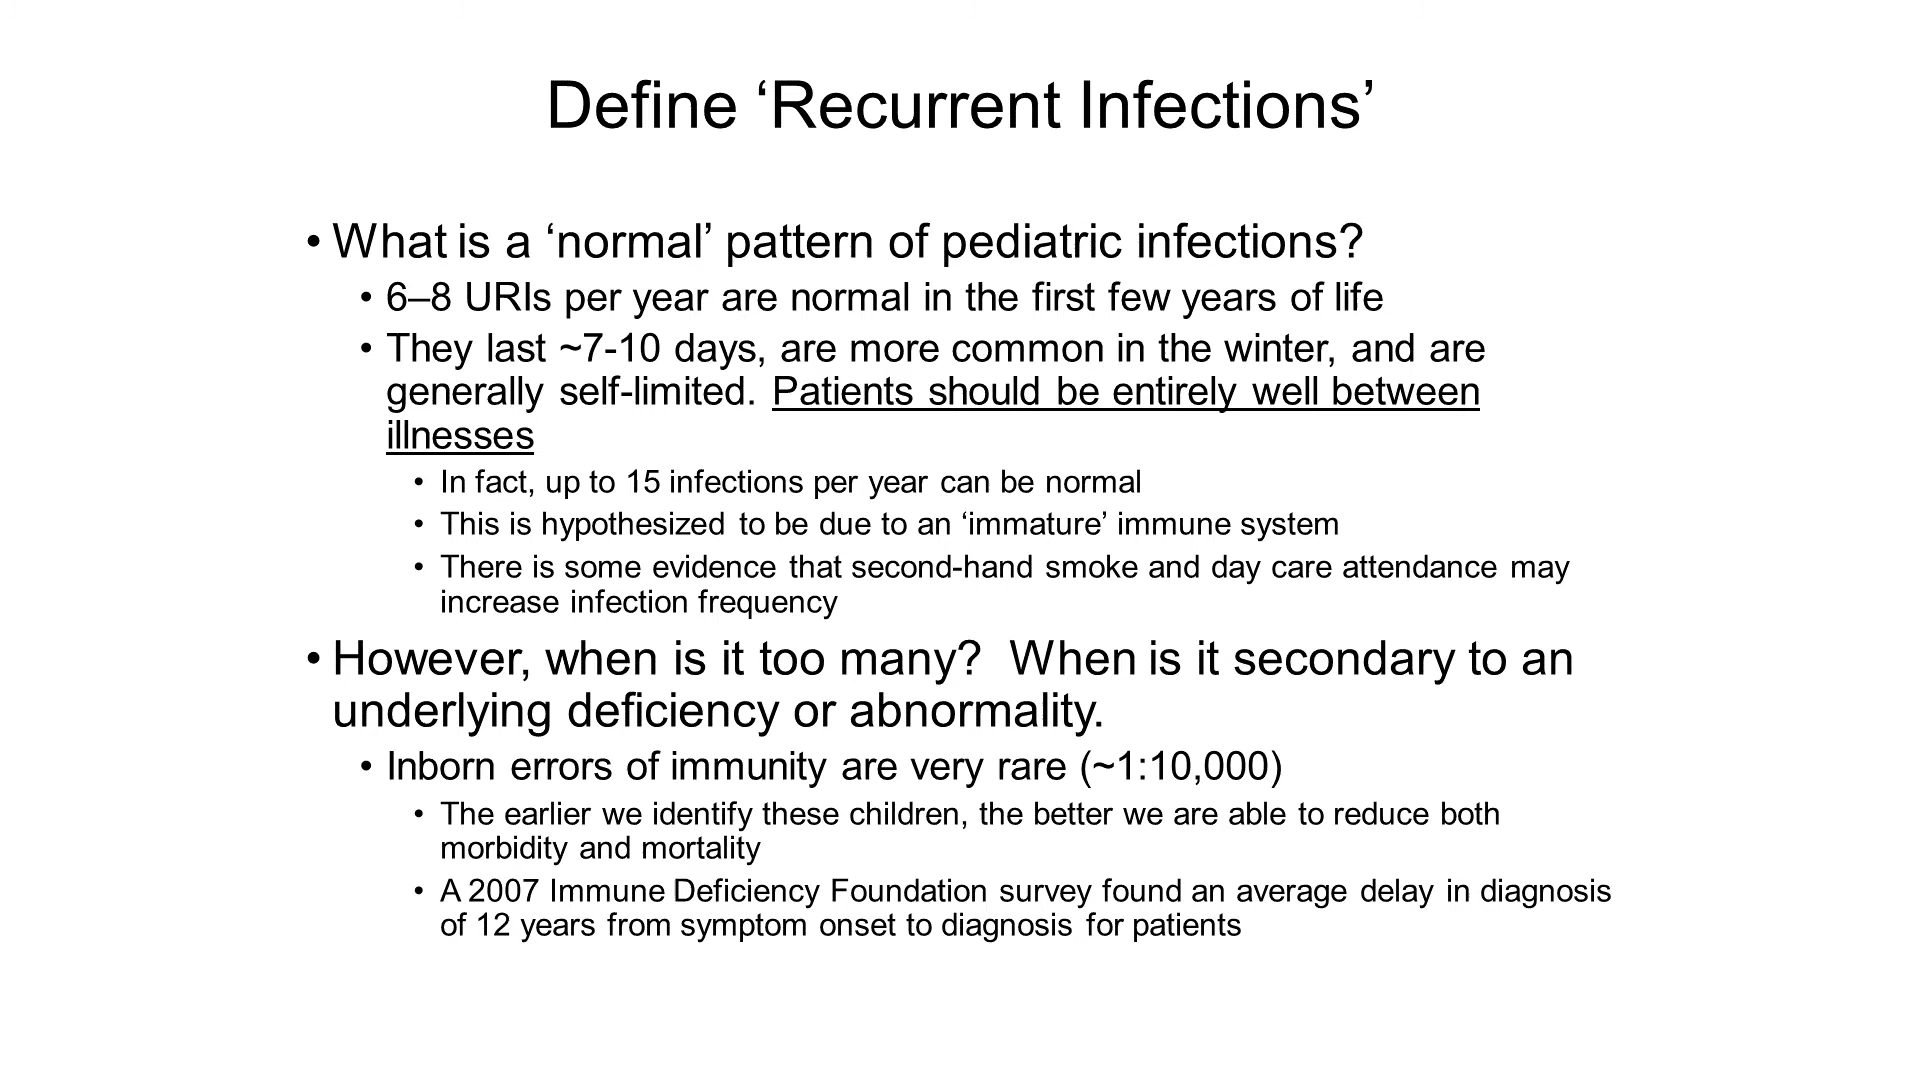 Define ‘Recurrent Infections’
• What is a ‘normal’ pattern of pediatric infections?
• 6–8 URIs per year are normal in the first few years of life
• They last ~7-10 days, are more common in the winter, and are
generally self-limited. Patients should be entirely well between
illnesses
• In fact, up to 15 infections per year can be normal
• This is hypothesized to be due to an ‘immature’ immune system
• There is some evidence that second-hand smoke and day care attendance may
increase infection frequency
• However, when is it too many?  When is it secondary to an
underlying deficiency or abnormality.
• Inborn errors of immunity are very rare (~1:10,000)
• The earlier we identify these children, the better we are able to reduce both
morbidity and mortality
• A 2007 Immune Deficiency Foundation survey found an average delay in diagnosis
of 12 years from symptom onset to diagnosis for patients